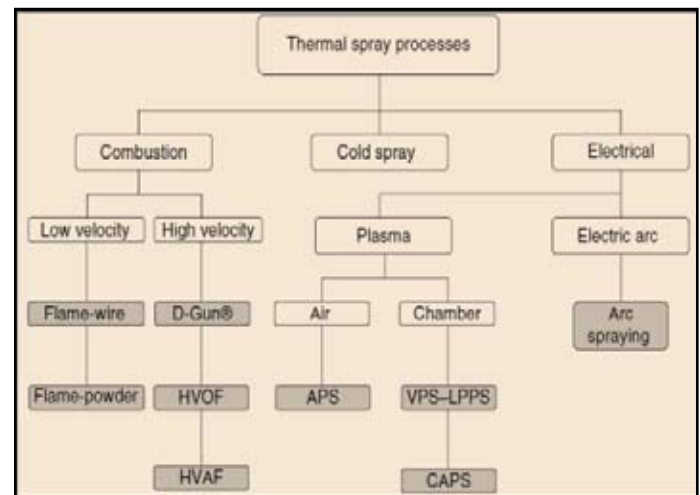 Thermal spray processes
Combustion
Cold spray
Electrical
Low velocity
High velocity
Plasma
Electric arc
Flame-wire
D-Gun®
Air
Chamber
Arc
spraying
Flame-powder
HVOF
APS
VPS–LPPS
HVAF
CAPS